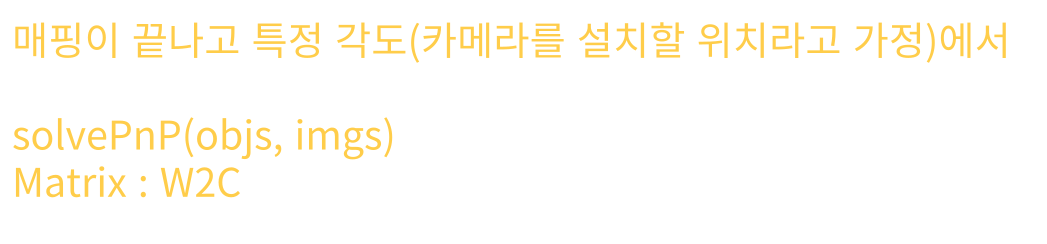 매핑이 끝나고 특정 각도(카메라를 설치할 위치라고 가정)에서
solvePnP(objs, imgs)
Matrix : W2C